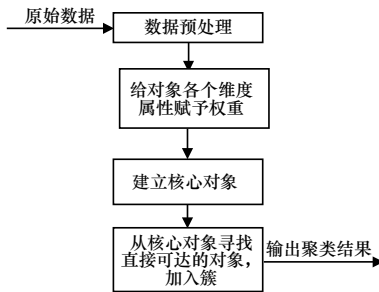 原始数据
数据预处理
给对象各个维度
属性赋予权重
建立核心对象
从核心对象寻找
直接可达的对象，
加入簇
输出聚类结果